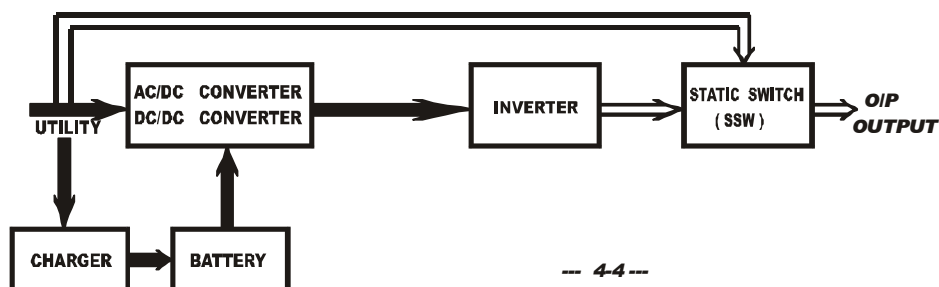 AC/DC CONVERTER
DC/DC CONVERTER
INVERTER
STATIC SWITCH
( SSW )
O/P
OUTPUT
UTILITY
CHARGER
BATTERY
--- 4-4 ---